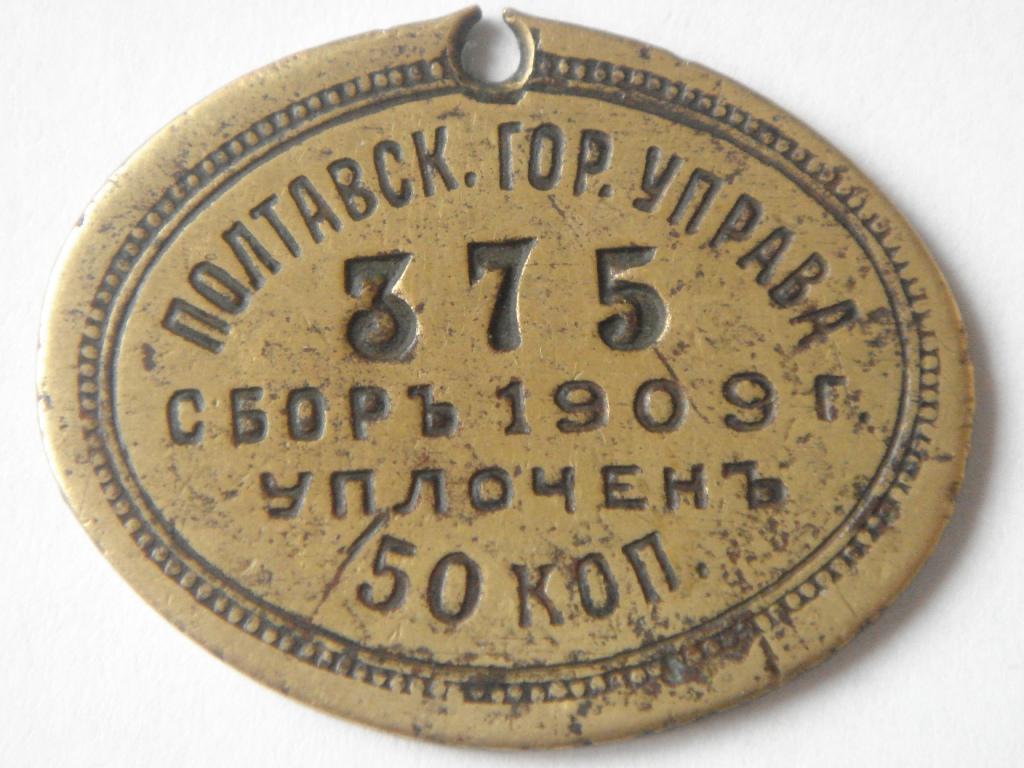 ПОЛТАВСК. ГОР. УПРАВА
375
СБОРЪ 1909 Г.
УПЛОЧЕНЪ
50 КОП.